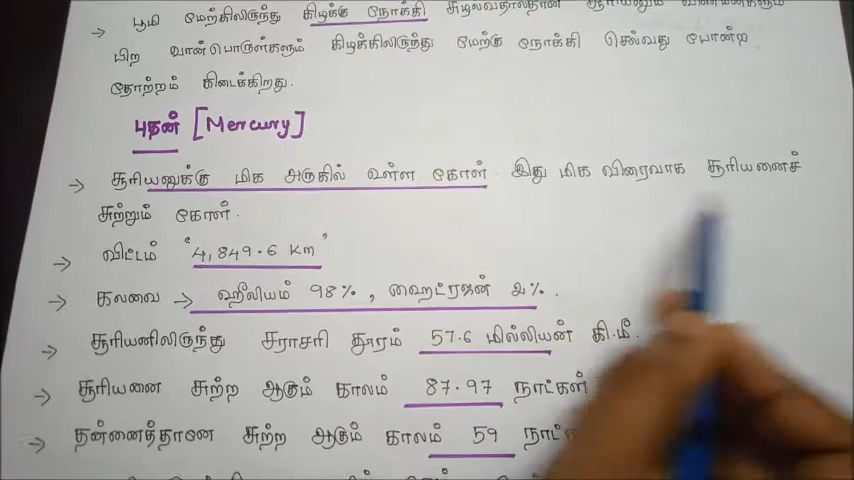 பூமி மேற்கிலிருந்து கிழக்கு நோக்கி சுழல்வதால்தான் சூரியனும் விண்மீன்களும்
பிற வான்பொருள்களும் கிழக்கிலிருந்து மேற்கு நோக்கி செல்வது போன்ற
தோற்றம் கிடைக்கிறது.
புதன் [Mercury]
→ சூரியனுக்கு மிக அருகில் உள்ள கோள். இது மிக விரைவாக சூரியனைச்
சுற்றும் கோள்.
→ விட்டம் "4,849.6 km"
→ கலவை → ஹீலியம் 98%, ஹைட்ரஜன் 2%.
→ சூரியனிலிருந்து சராசரி தூரம் 57.6 மில்லியன் கி.மீ.
→ சூரியனை சுற்ற ஆகும் காலம் 87.97 நாட்கள்
→ தன்னைத்தானே சுற்ற ஆகும் காலம் 59